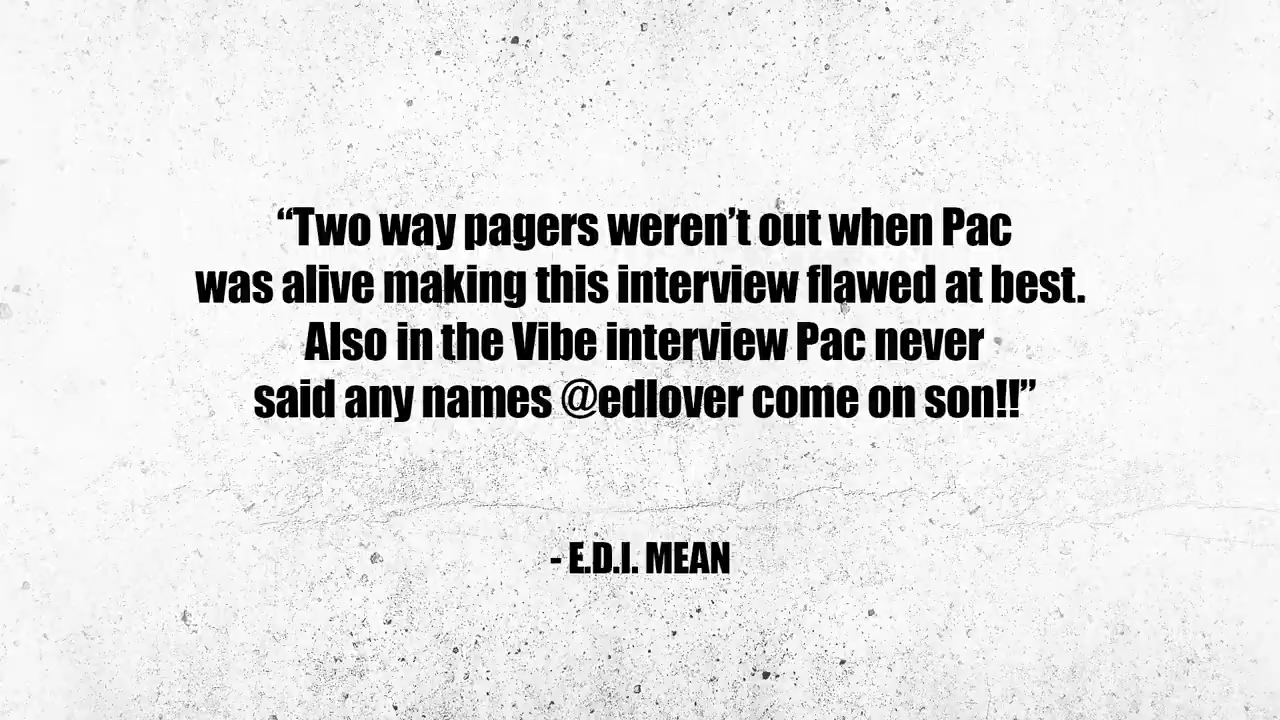 “Two way pagers weren’t out when Pac
was alive making this interview flawed at best.
Also in the Vibe interview Pac never
said any names @edlover come on son!!”
- E.D.I. MEAN